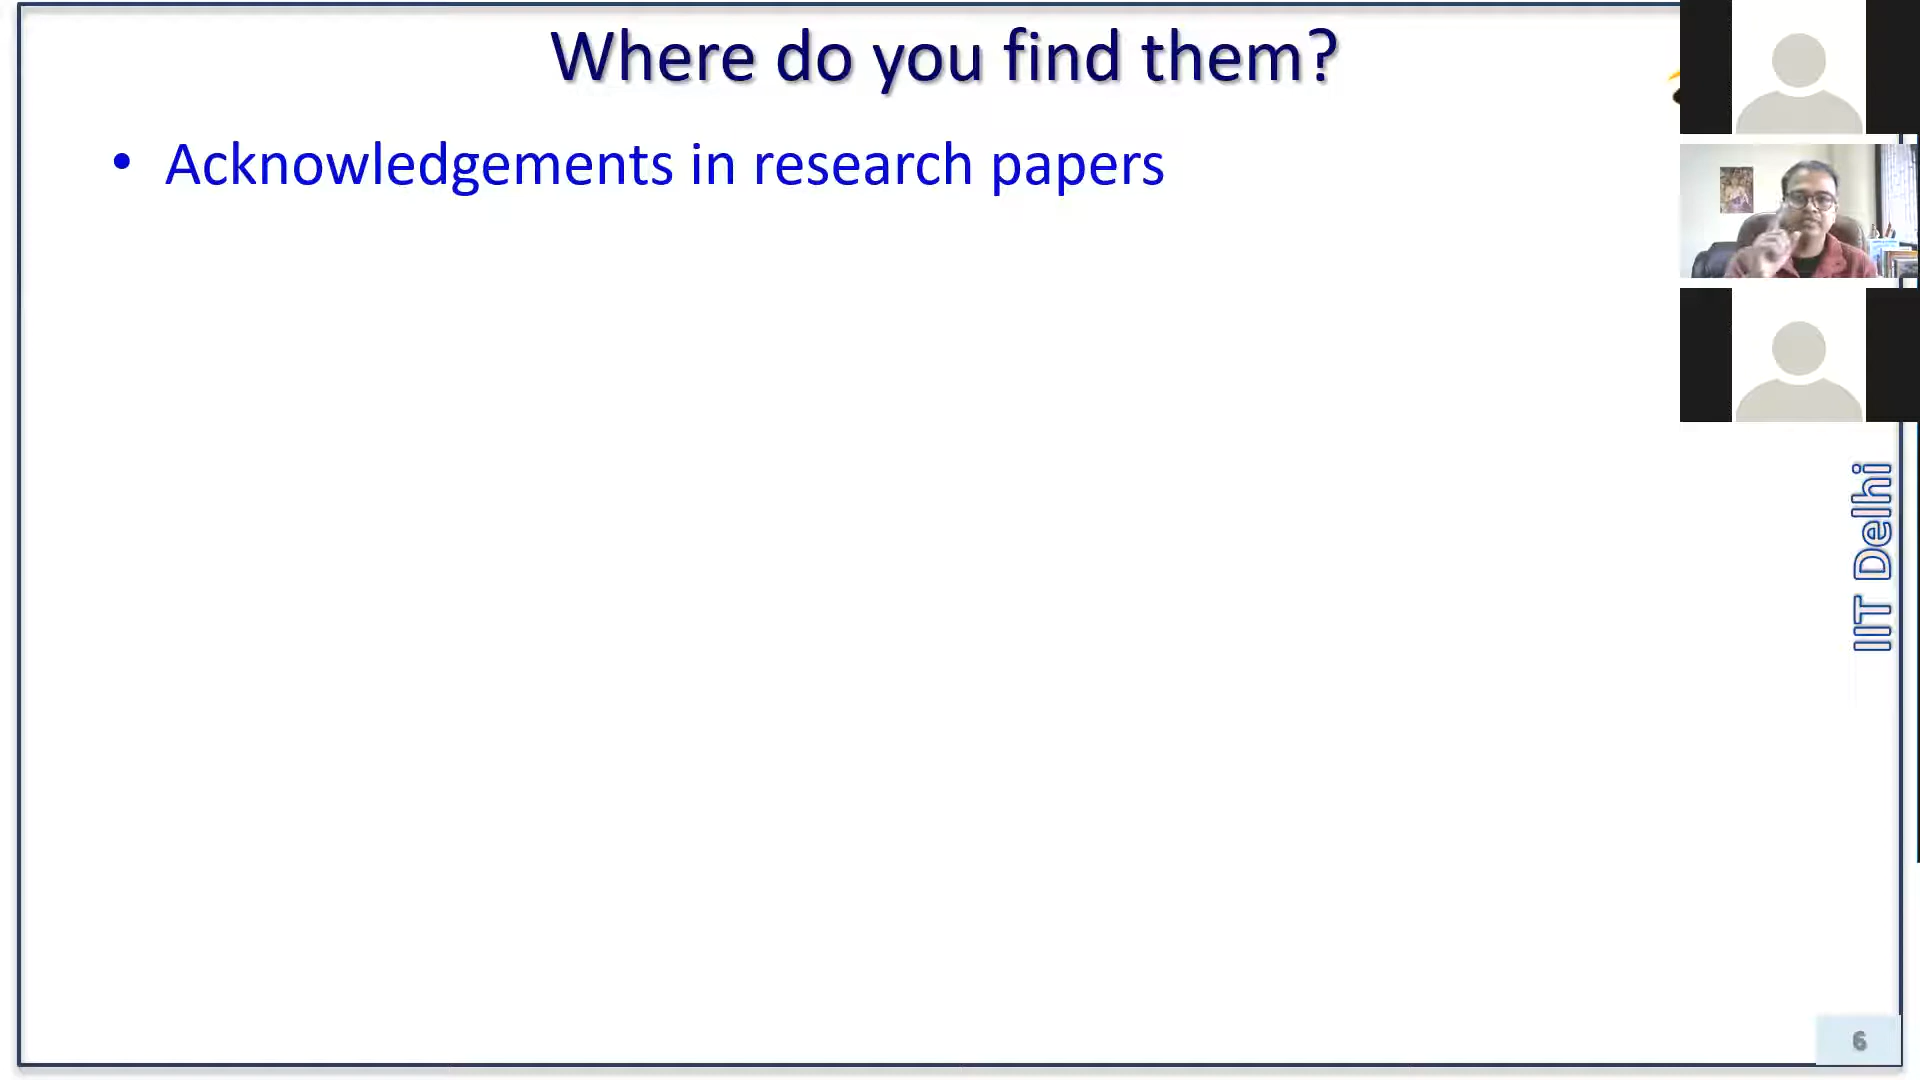 Where do you find them?
• Acknowledgements in research papers
IIT Delhi
6